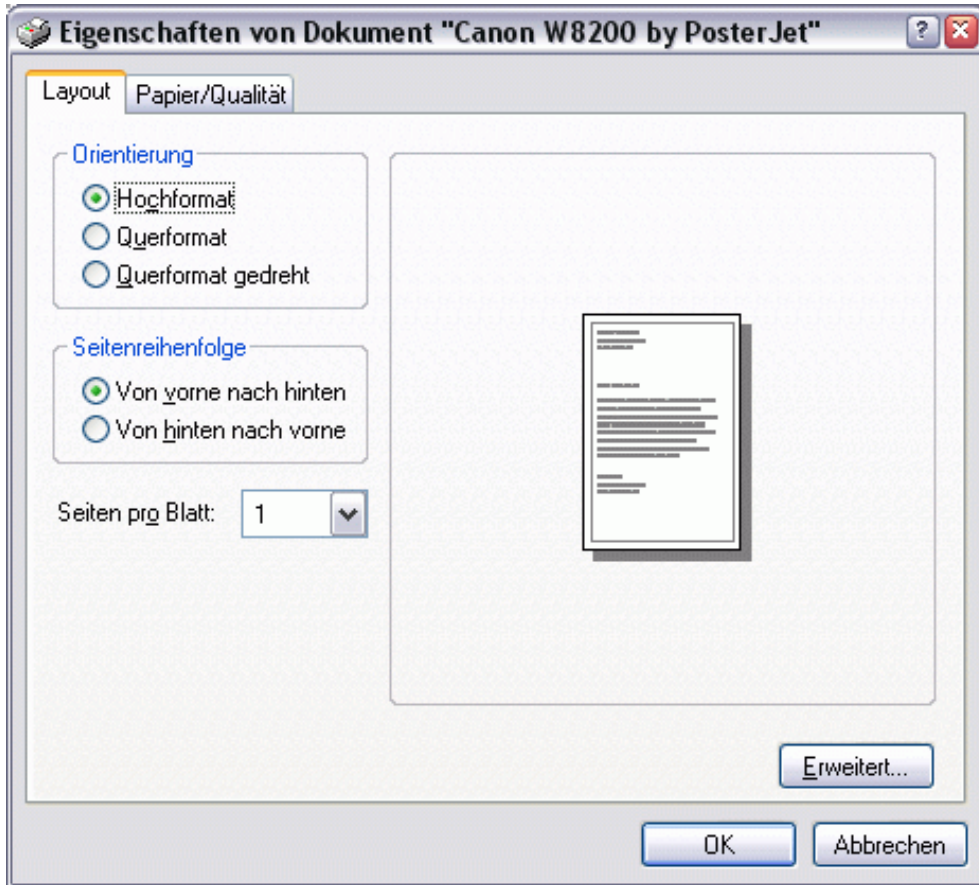 Eigenschaften von Dokument "Canon W8200 by PosterJet"
Layout Papier/Qualität
Orientierung
Hochformat
Querformat
Querformat gedreht
Seitenreihenfolge
Von vorne nach hinten
Von hinten nach vorne
Seiten pro Blatt: 1
Erweitert...
OK Abbrechen